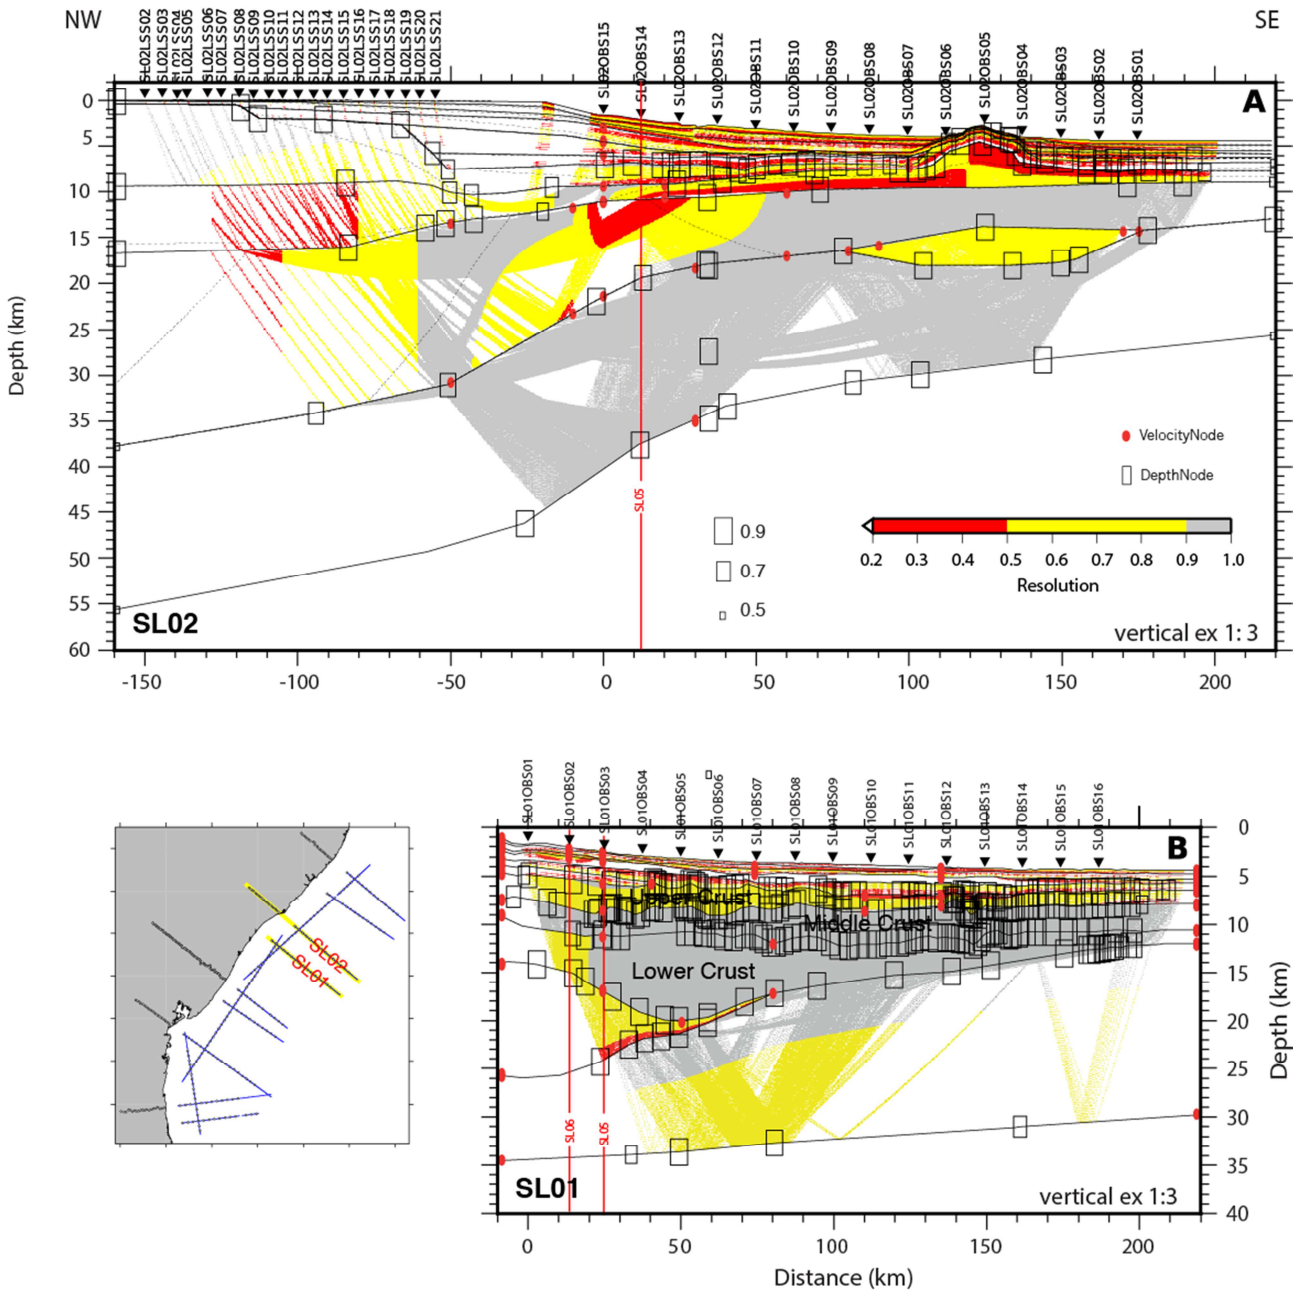 NW
SE
SL02LSS02
SL02LSS03
SL02LSS04
SL02LSS05
SL02LSS06
SL02LSS07
SL02LSS08
SL02LSS09
SL02LSS10
SL02LSS11
SL02LSS12
SL02LSS13
SL02LSS14
SL02LSS15
SL02LSS16
SL02LSS17
SL02LSS18
SL02LSS19
SL02LSS20
SL02LSS21
SL02OBS15
SL02OBS14
SL02OBS13
SL02OBS12
SL02OBS11
SL02OBS10
SL02OBS09
SL02OBS08
SL02OBS07
SL02OBS06
SL02OBS05
SL02OBS04
SL02OBS03
SL02OBS02
SL02OBS01
A
0
5
10
15
20
25
30
35
40
45
50
55
60
Depth (km)
SL05
VelocityNode
DepthNode
0.9
0.7
0.5
0.2 0.3 0.4 0.5 0.6 0.7 0.8 0.9 1.0
Resolution
SL02
vertical ex 1: 3
-150 -100 -50 0 50 100 150 200
SL02
SL01
SL01OBS01
SL01OBS02
SL01OBS03
SL01OBS04
SL01OBS05
SL01OBS06
SL01OBS07
SL01OBS08
SL01OBS09
SL01OBS10
SL01OBS11
SL01OBS12
SL01OBS13
SL01OBS14
SL01OBS15
SL01OBS16
B
0
5
10
15
20
25
30
35
40
Depth (km)
Upper Crust
Middle Crust
Lower Crust
SL06
SL05
SL01
vertical ex 1:3
0 50 100 150 200
Distance (km)